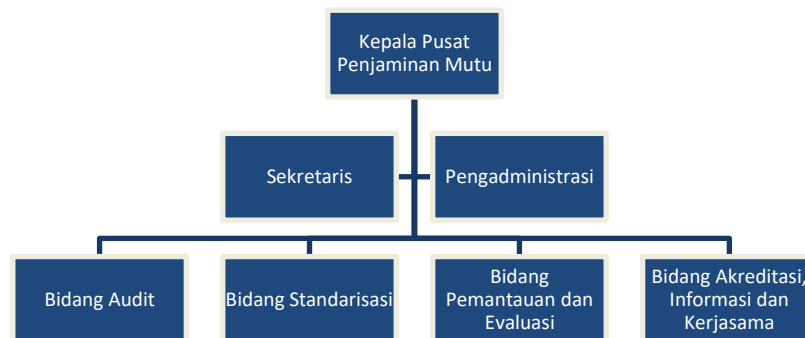 Kepala Pusat
Penjaminan Mutu
Sekretaris
Pengadministrasi
Bidang Audit
Bidang Standarisasi
Bidang
Pemantauan dan
Evaluasi
Bidang Akreditasi,
Informasi dan
Kerjasama